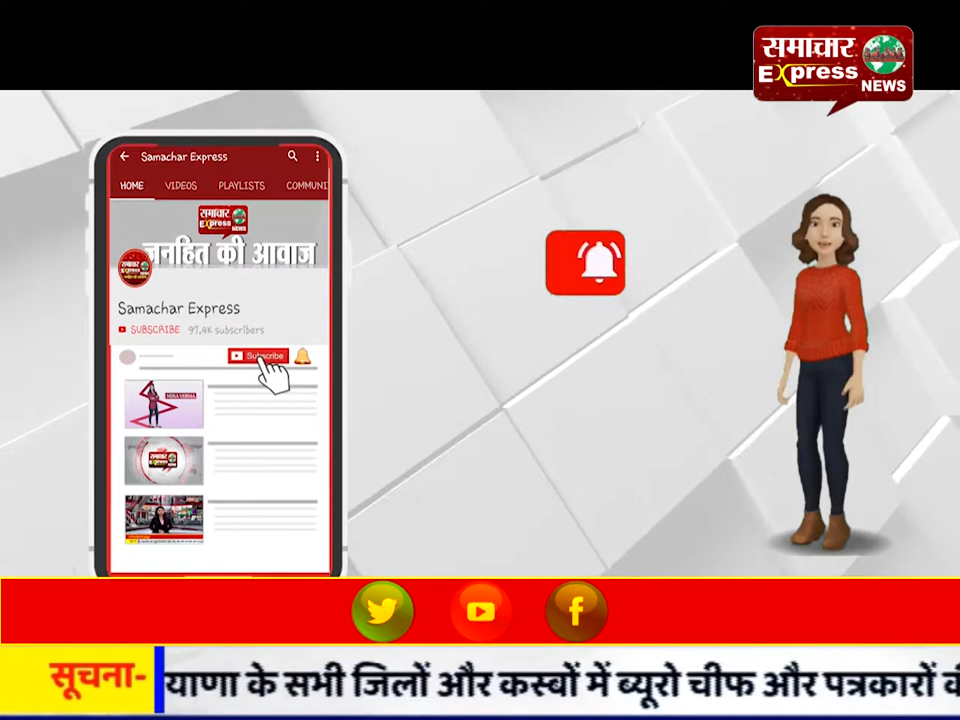 समाचार
Express
NEWS
Samachar Express
HOME VIDEOS PLAYLISTS COMMUNI
समाचार
Express
NEWS
जनहित की आवाज
Samachar Express
SUBSCRIBE 97.4K subscribers
Subscribe
सूचना- याणा के सभी जिलों और कस्बों में ब्यूरो चीफ और पत्रकारों